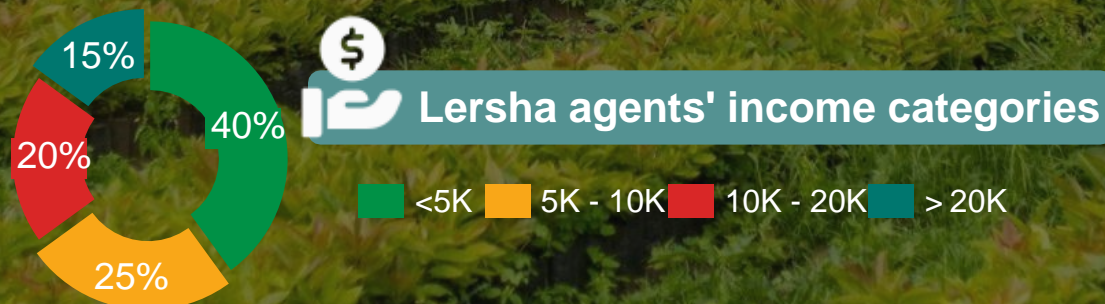 15%
40%
20%
25%
$
Lersha agents' income categories
<5K 5K - 10K 10K - 20K > 20K